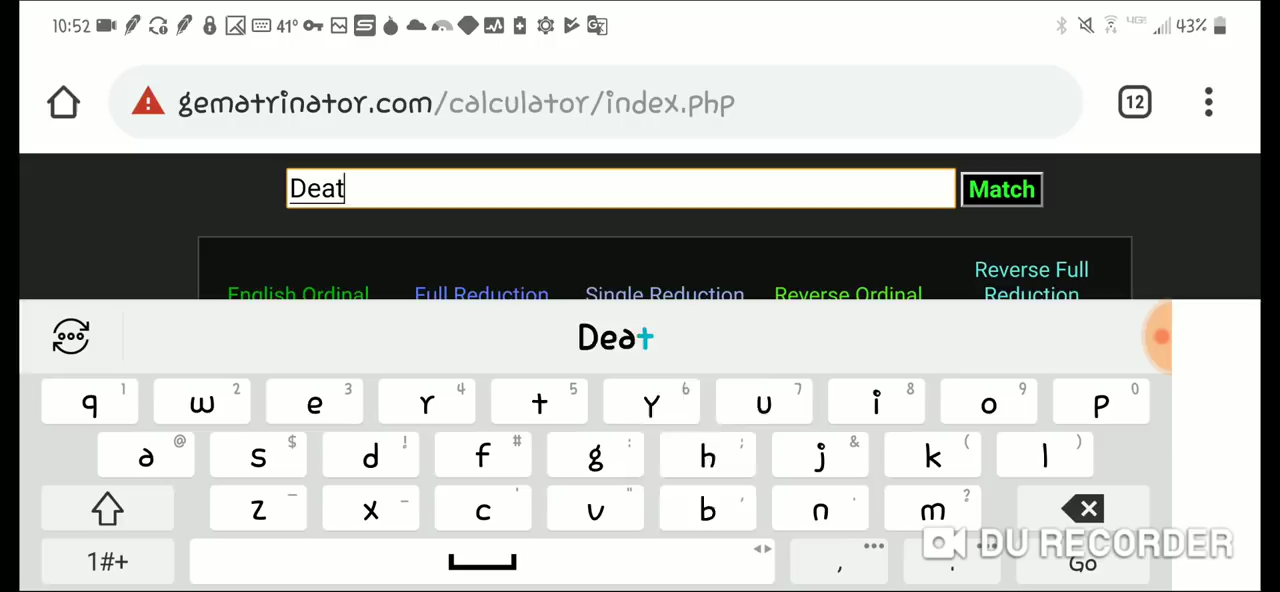 10:52 41° 4GE 43%
gematrinator.com/calculator/index.php 12
Deat Match
English Ordinal Full Reduction Single Reduction Reverse Ordinal Reverse Full Reduction
Deat
q 1 w 2 e 3 r 4 t 5 y 6 u 7 i 8 o 9 p 0
a @ s $ d ! f # g : h ; j & k ( l )
z – x - c ' v " b , n . m ?
1#+ , . Go
DU RECORDER